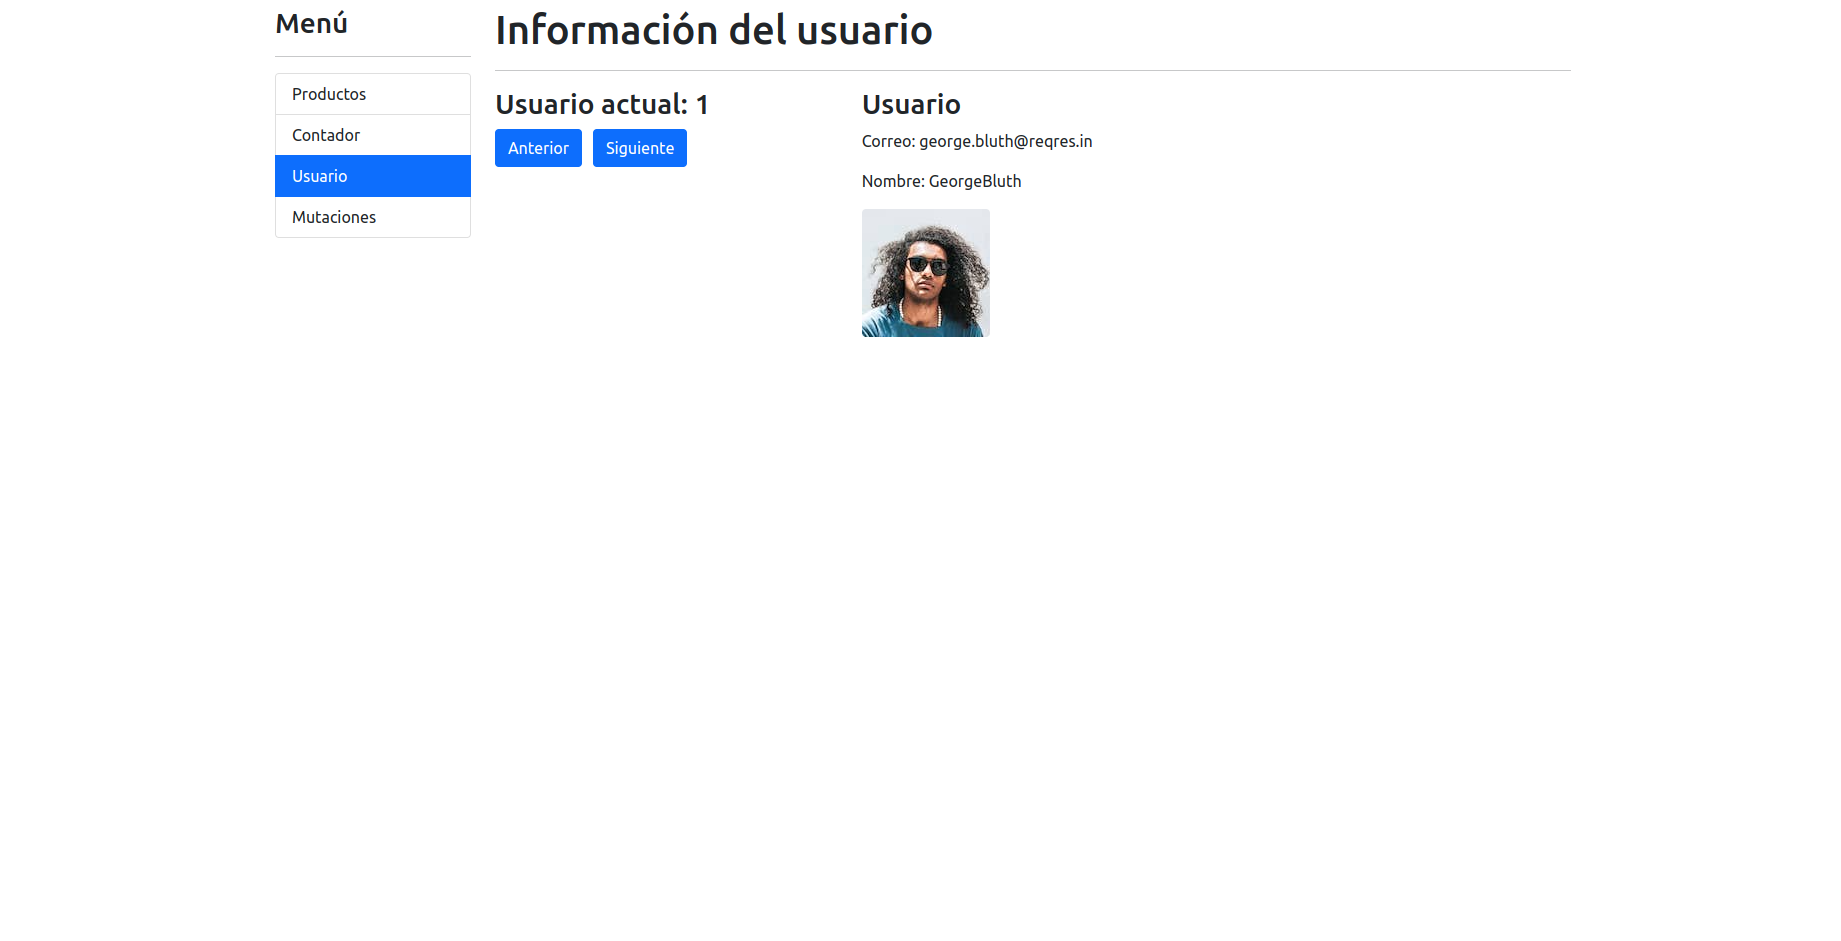 Menú
Productos
Contador
Usuario
Mutaciones
Información del usuario
Usuario actual: 1
Anterior Siguiente
Usuario
Correo: george.bluth@reqres.in
Nombre: GeorgeBluth